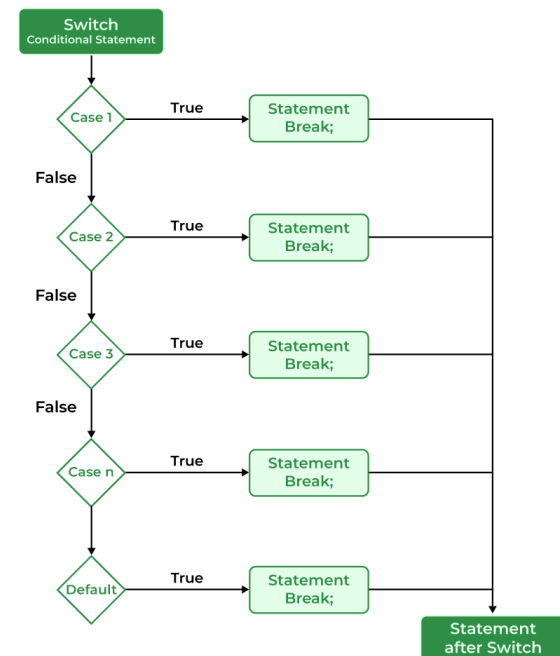 Switch
Conditional Statement
Case 1
True
Statement
Break;
False
Case 2
True
Statement
Break;
False
Case 3
True
Statement
Break;
False
Case n
True
Statement
Break;
Default
True
Statement
Break;
Statement
after Switch